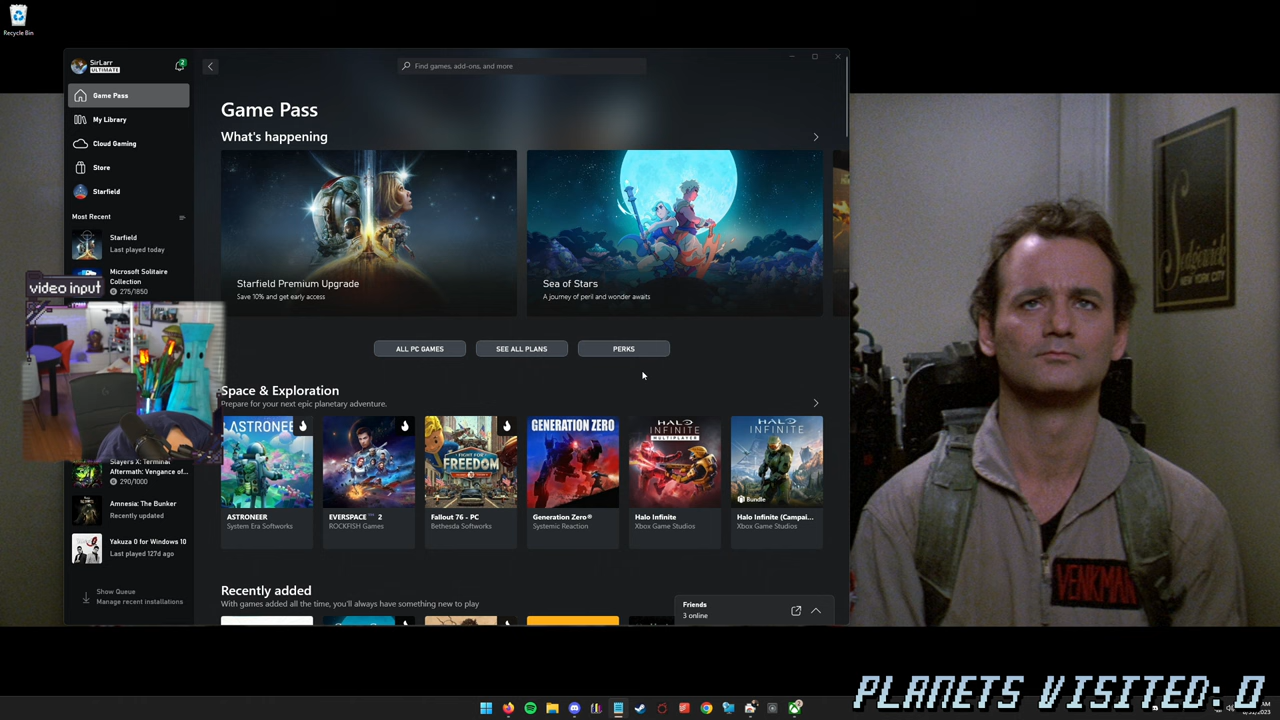 Recycle Bin
SirLarr
ULTIMATE
2
Find games, add-ons, and more
Game Pass
My Library
Cloud Gaming
Store
Starfield
Most Recent
Starfield
Last played today
Microsoft Solitaire
Collection
275/1850
video input
Slayers X: Terminal
Aftermath: Vengance of...
290/1000
Amnesia: The Bunker
Recently updated
Yakuza 0 for Windows 10
Last played 127d ago
Show Queue
Manage recent installations
Game Pass
What's happening
Starfield Premium Upgrade
Save 10% and get early access
Sea of Stars
A journey of peril and wonder awaits
ALL PC GAMES
SEE ALL PLANS
PERKS
Space & Exploration
Prepare for your next epic planetary adventure.
ASTRONEER
FIGHT FOR
FREEDOM
GENERATION ZERO
HALO
INFINITE
MULTIPLAYER
HALO
INFINITE
Bundle
ASTRONEER
System Era Softworks
EVERSPACE™ 2
ROCKFISH Games
Fallout 76 - PC
Bethesda Softworks
Generation Zero®
Systemic Reaction
Halo Infinite
Xbox Game Studios
Halo Infinite (Campai...
Xbox Game Studios
Recently added
With games added all the time, you'll always have something new to play
Friends
3 online
NEW YORK CITY
VENKMAN
PLANETS VISITED: 0